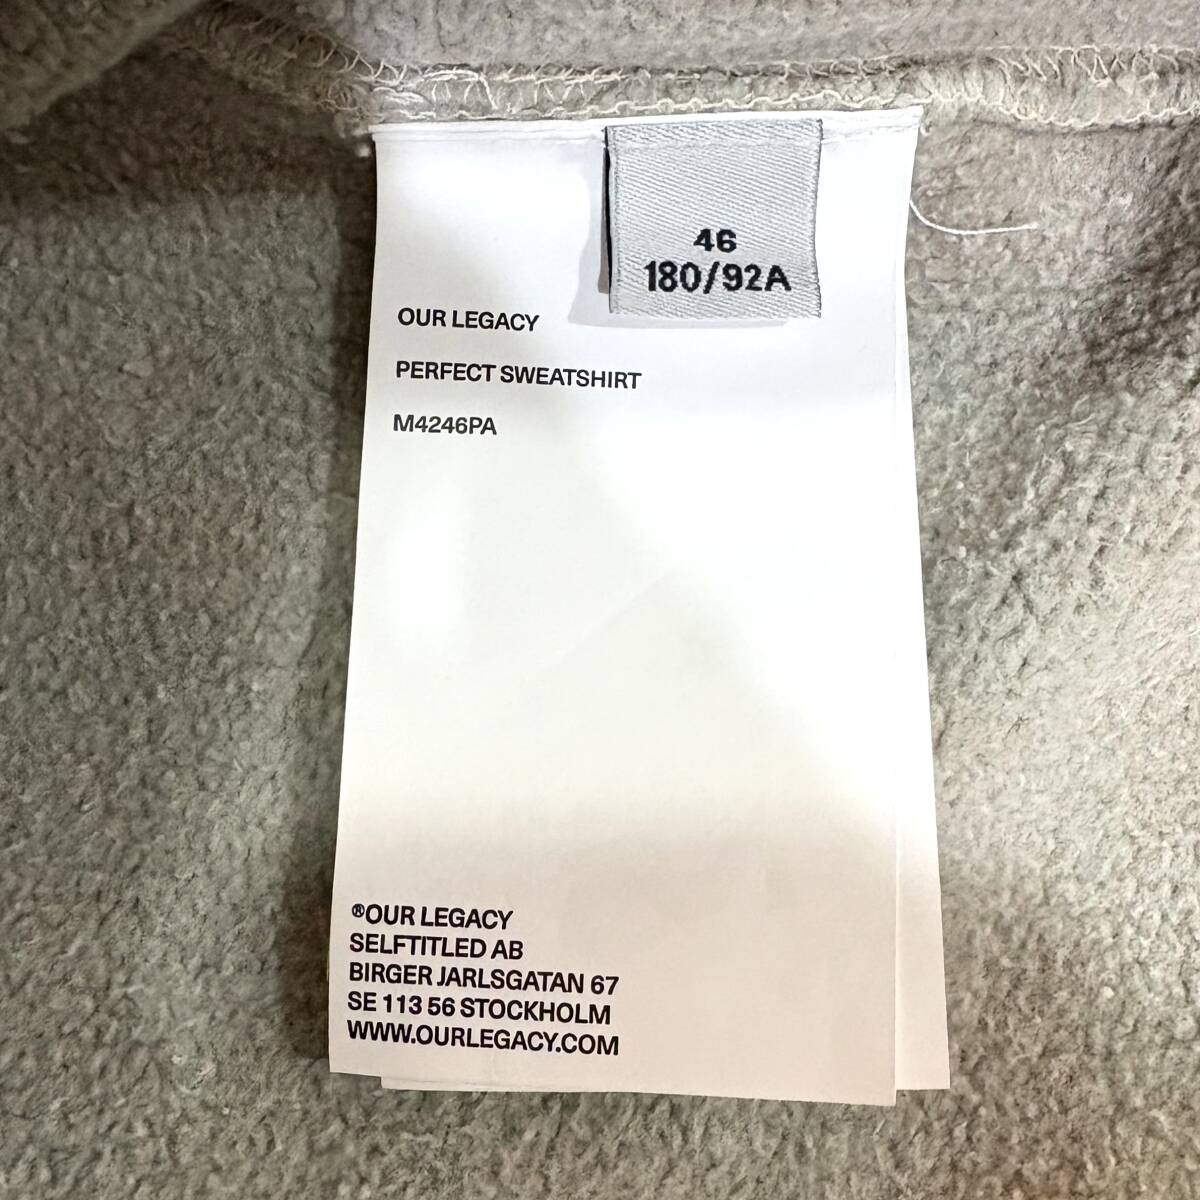 46
180/92A
OUR LEGACY
PERFECT SWEATSHIRT
M4246PA
®OUR LEGACY
SELFTITLED AB
BIRGER JARLSGATAN 67
SE 113 56 STOCKHOLM
WWW.OURLEGACY.COM